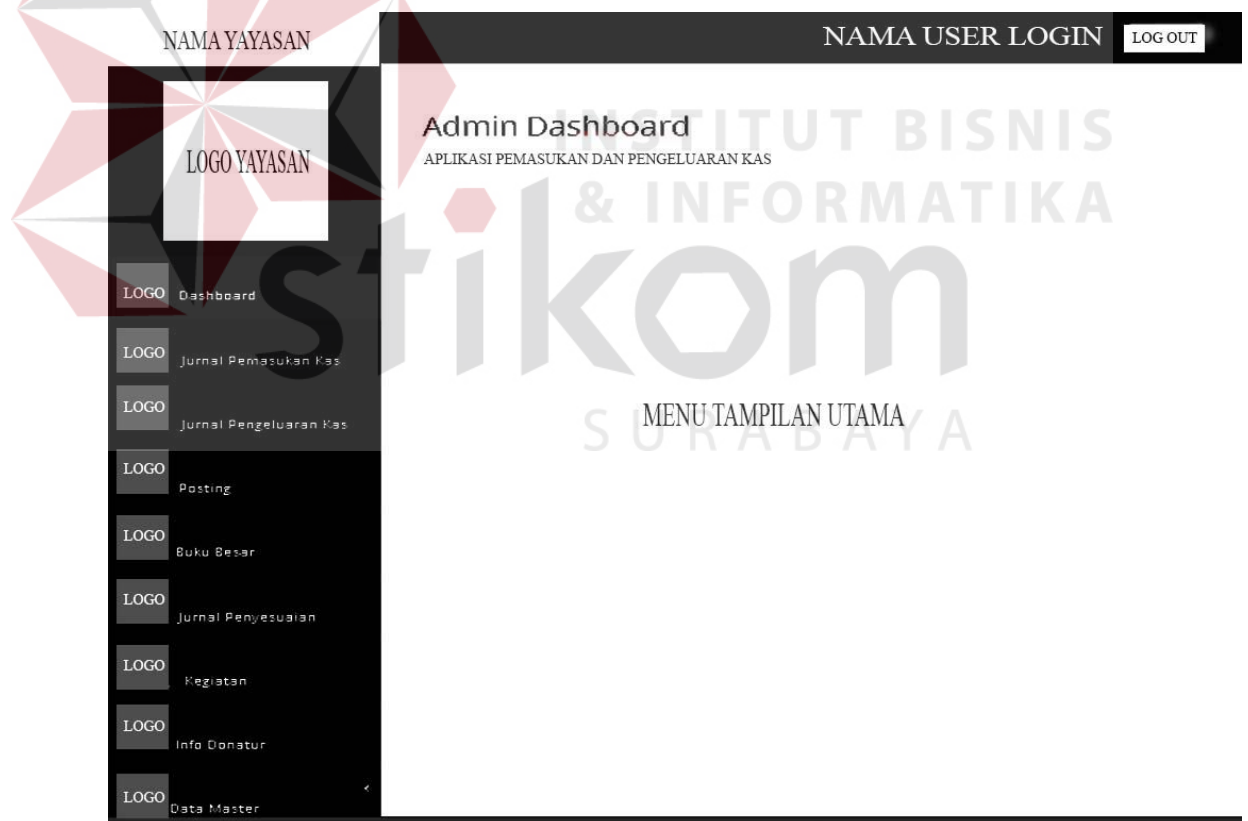 NAMA YAYASAN
NAMA USER LOGIN
LOG OUT
LOGO YAYASAN
Admin Dashboard
APLIKASI PEMASUKAN DAN PENGELUARAN KAS
INSTITUT BISNIS
& INFORMATIKA
stikom
SURABAYA
MENU TAMPILAN UTAMA
LOGO Dashboard
LOGO Jurnal Pemasukan Kas
LOGO Jurnal Pengeluaran Kas
LOGO Posting
LOGO Buku Besar
LOGO Jurnal Penyesuaian
LOGO Kegiatan
LOGO Info Donatur
LOGO Data Master